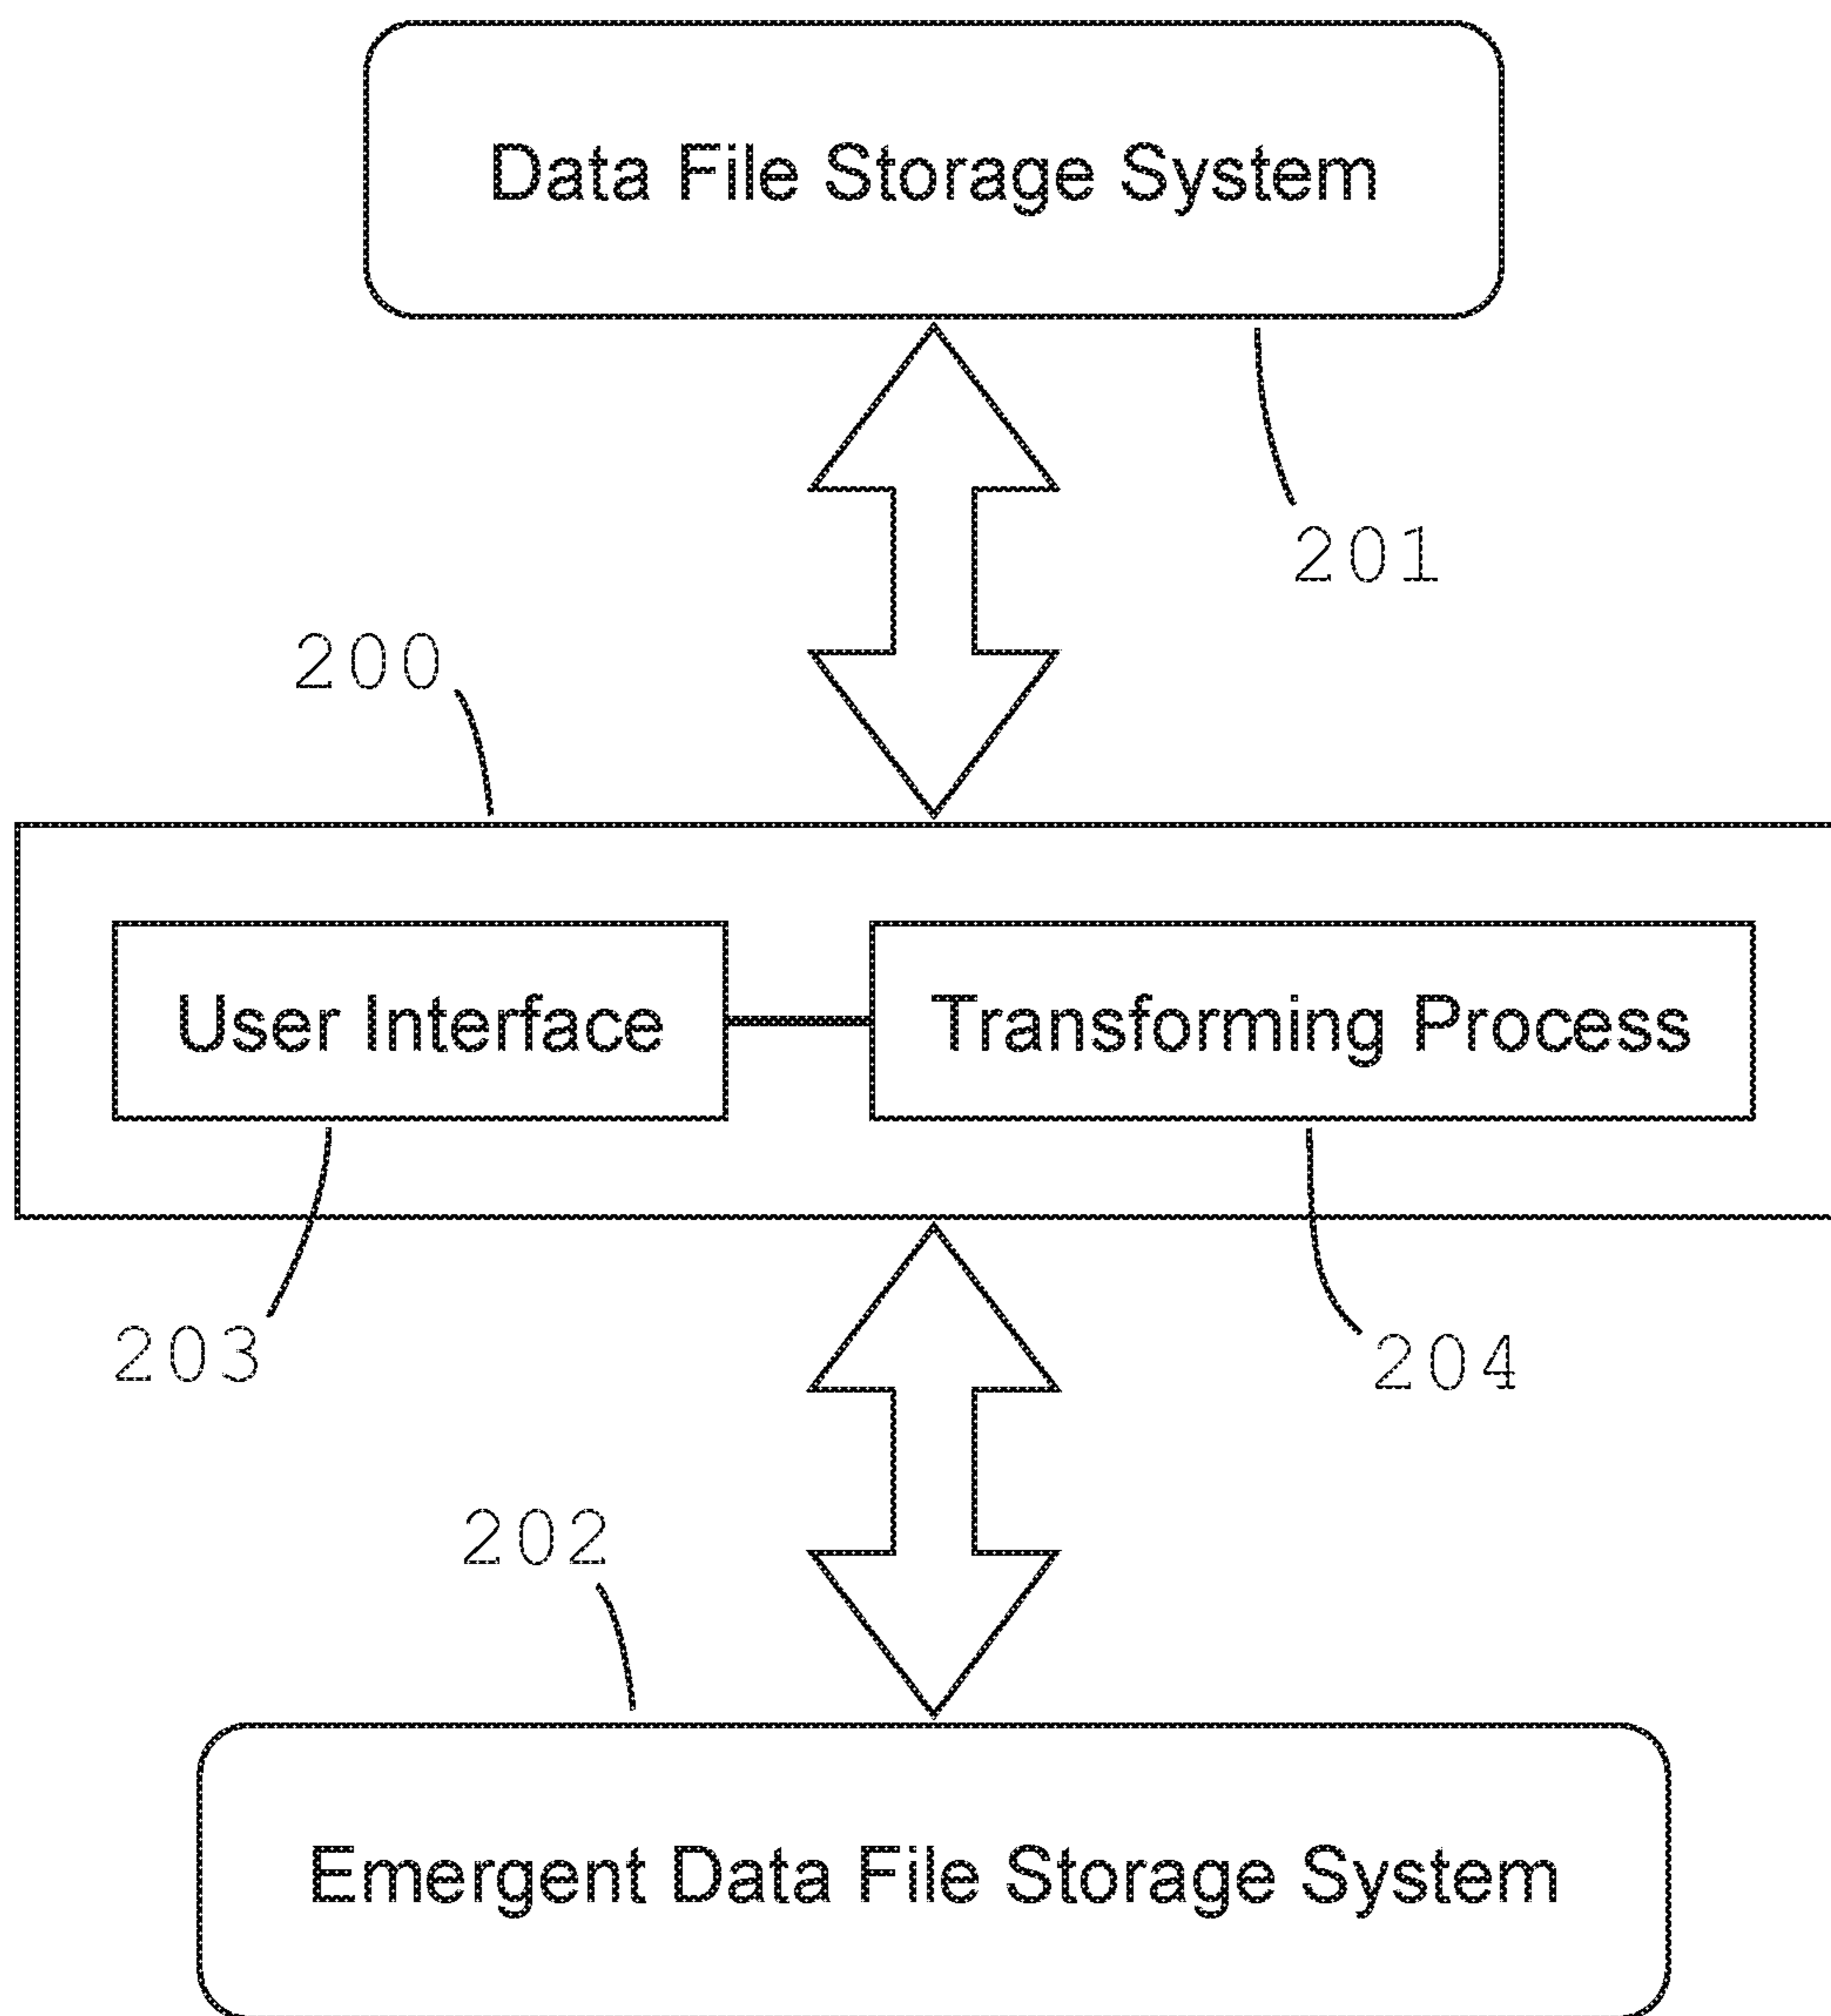 Data File Storage System
201
200
User Interface
Transforming Process
203
204
202
Emergent Data File Storage System